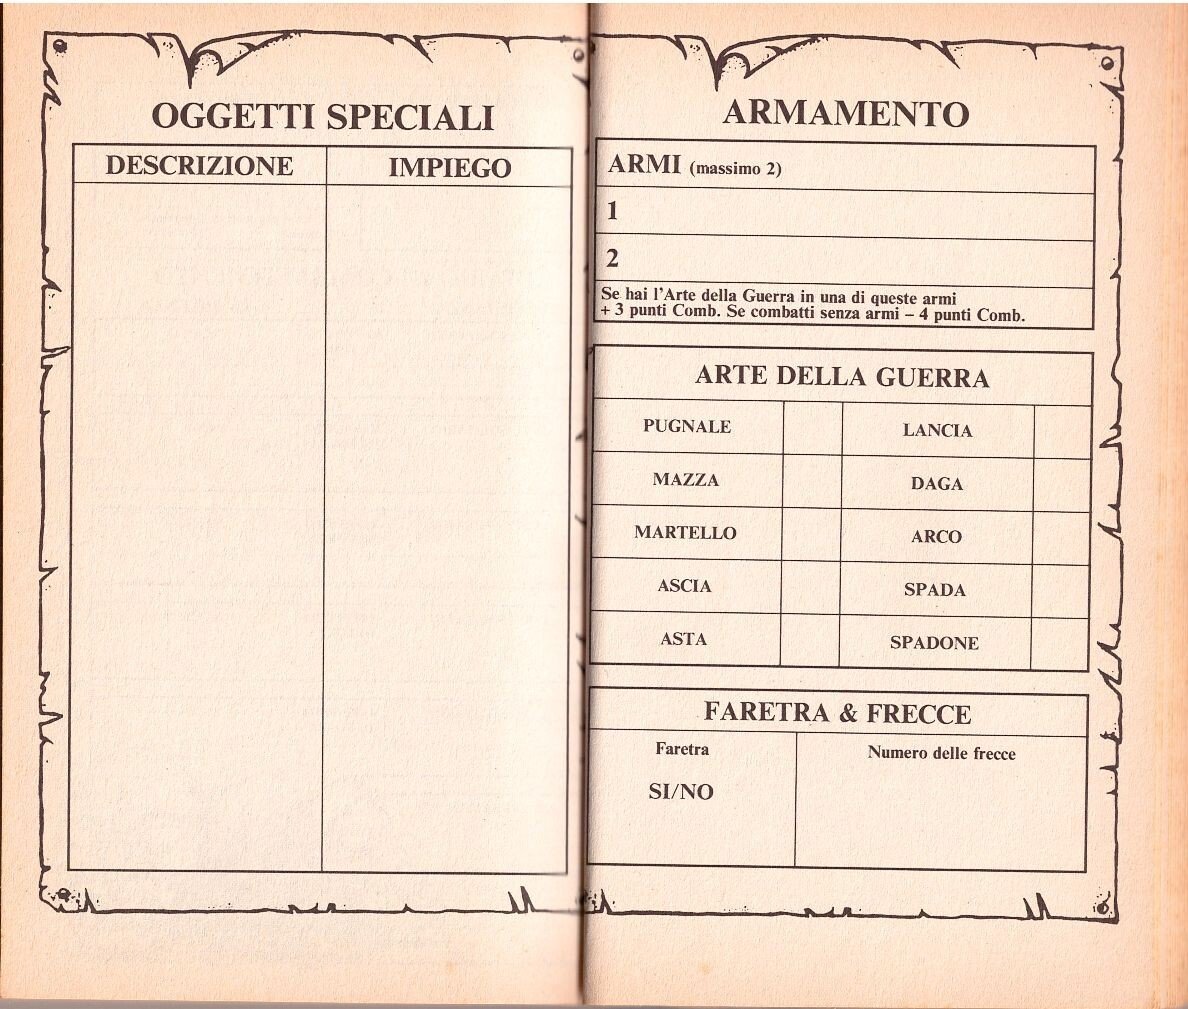 OGGETTI SPECIALI
DESCRIZIONE IMPIEGO
ARMAMENTO
ARMI (massimo 2)
1
2
Se hai l'Arte della Guerra in una di queste armi
+ 3 punti Comb. Se combatti senza armi – 4 punti Comb.
ARTE DELLA GUERRA
PUGNALE LANCIA
MAZZA DAGA
MARTELLO ARCO
ASCIA SPADA
ASTA SPADONE
FARETRA & FRECCE
Faretra Numero delle frecce
SI/NO